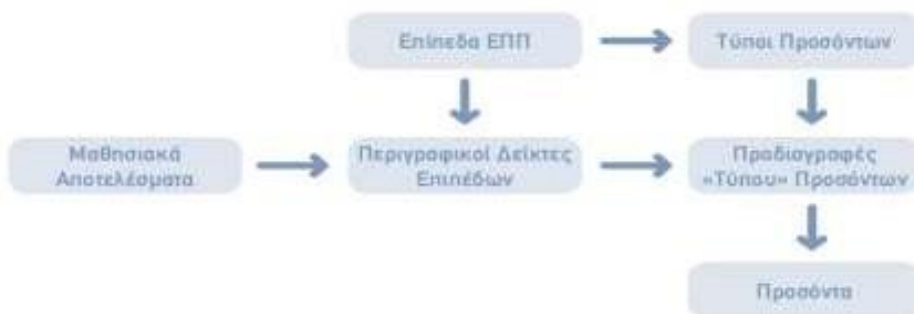 Επίπεδα ΕΠΠ
Τύποι Προσόντων
Μαθησιακά
Αποτελέσματα
Περιγραφικοί Δείκτες
Επιπέδων
Προδιαγραφές
«Τύπου» Προσόντων
Προσόντα